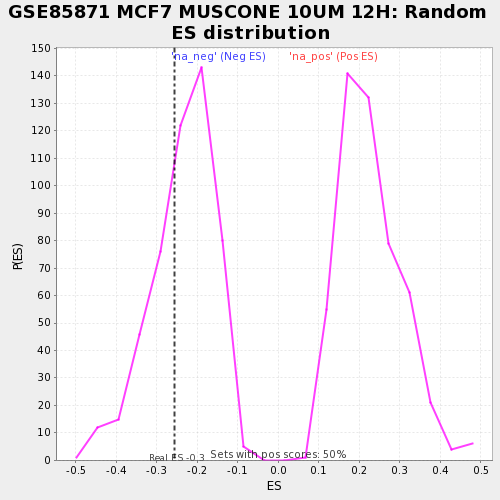 GSE85871 MCF7 MUSCONE 10UM 12H: Random
ES distribution
'na_neg' (Neg ES) 'na_pos' (Pos ES)
P(ES)
150
140
130
120
110
100
90
80
70
60
50
40
30
20
10
0
Real ES -0.3 Sets with pos scores: 50%
-0.5 -0.4 -0.3 -0.2 -0.1 0.0 0.1 0.2 0.3 0.4 0.5
ES